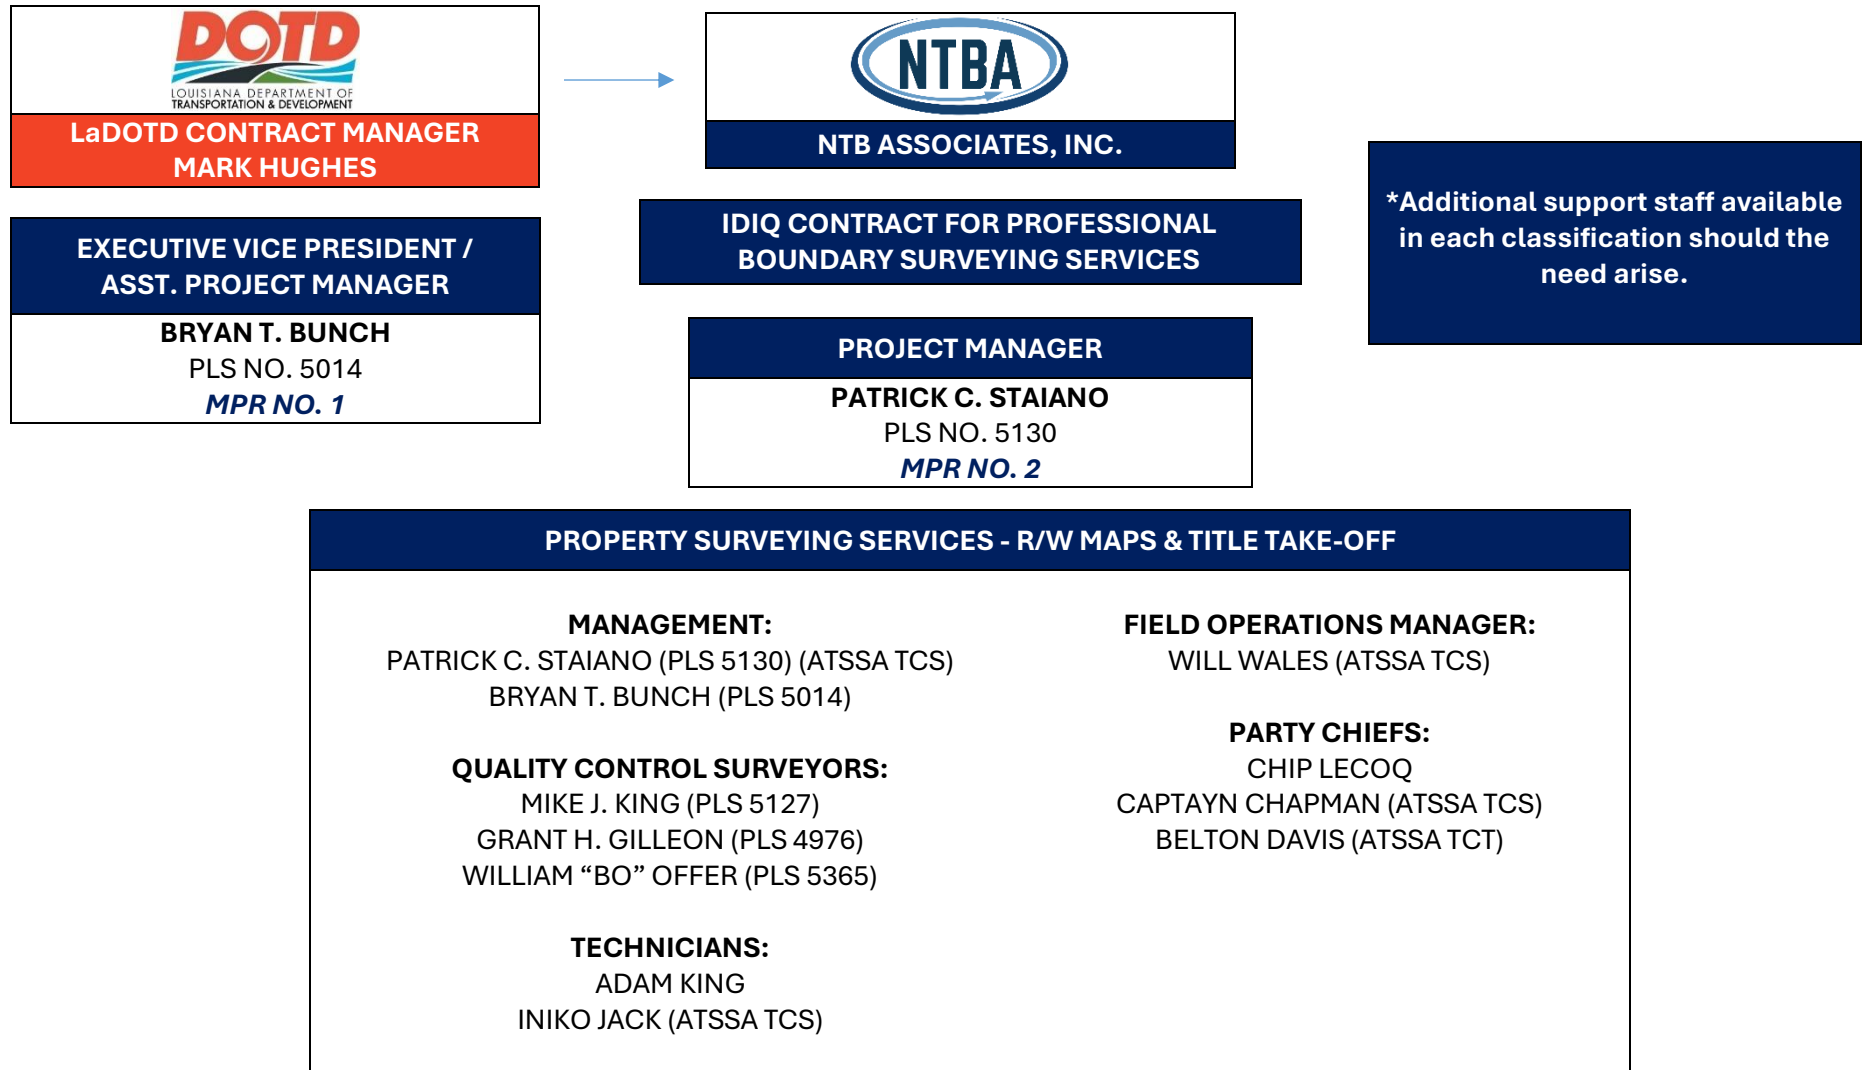 DOTD
LOUISIANA DEPARTMENT OF
TRANSPORTATION & DEVELOPMENT
LaDOTD CONTRACT MANAGER
MARK HUGHES
NTBA
NTB ASSOCIATES, INC.
EXECUTIVE VICE PRESIDENT /
ASST. PROJECT MANAGER
BRYAN T. BUNCH
PLS NO. 5014
MPR NO. 1
IDIQ CONTRACT FOR PROFESSIONAL
BOUNDARY SURVEYING SERVICES
PROJECT MANAGER
PATRICK C. STAIANO
PLS NO. 5130
MPR NO. 2
*Additional support staff available
in each classification should the
need arise.
PROPERTY SURVEYING SERVICES - R/W MAPS & TITLE TAKE-OFF
MANAGEMENT:
PATRICK C. STAIANO (PLS 5130) (ATSSA TCS)
BRYAN T. BUNCH (PLS 5014)
QUALITY CONTROL SURVEYORS:
MIKE J. KING (PLS 5127)
GRANT H. GILLEON (PLS 4976)
WILLIAM “BO” OFFER (PLS 5365)
TECHNICIANS:
ADAM KING
INIKO JACK (ATSSA TCS)
FIELD OPERATIONS MANAGER:
WILL WALES (ATSSA TCS)
PARTY CHIEFS:
CHIP LECOQ
CAPTAYN CHAPMAN (ATSSA TCS)
BELTON DAVIS (ATSSA TCT)